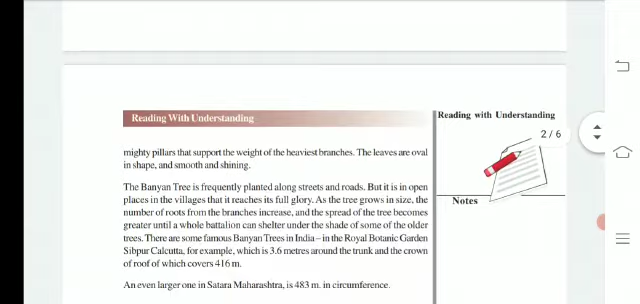 Reading With Understanding
Reading with Understanding
2 / 6
mighty pillars that support the weight of the heaviest branches. The leaves are oval
in shape, and smooth and shining.
The Banyan Tree is frequently planted along streets and roads. But it is in open
places in the villages that it reaches its full glory. As the tree grows in size, the
number of roots from the branches increase, and the spread of the tree becomes
greater until a whole battalion can shelter under the shade of some of the older
trees. There are some famous Banyan Trees in India – in the Royal Botanic Garden
Sibpur Calcutta, for example, which is 3.6 metres around the trunk and the crown
of roof of which covers 416 m.
An even larger one in Satara Maharashtra, is 483 m. in circumference.
Notes